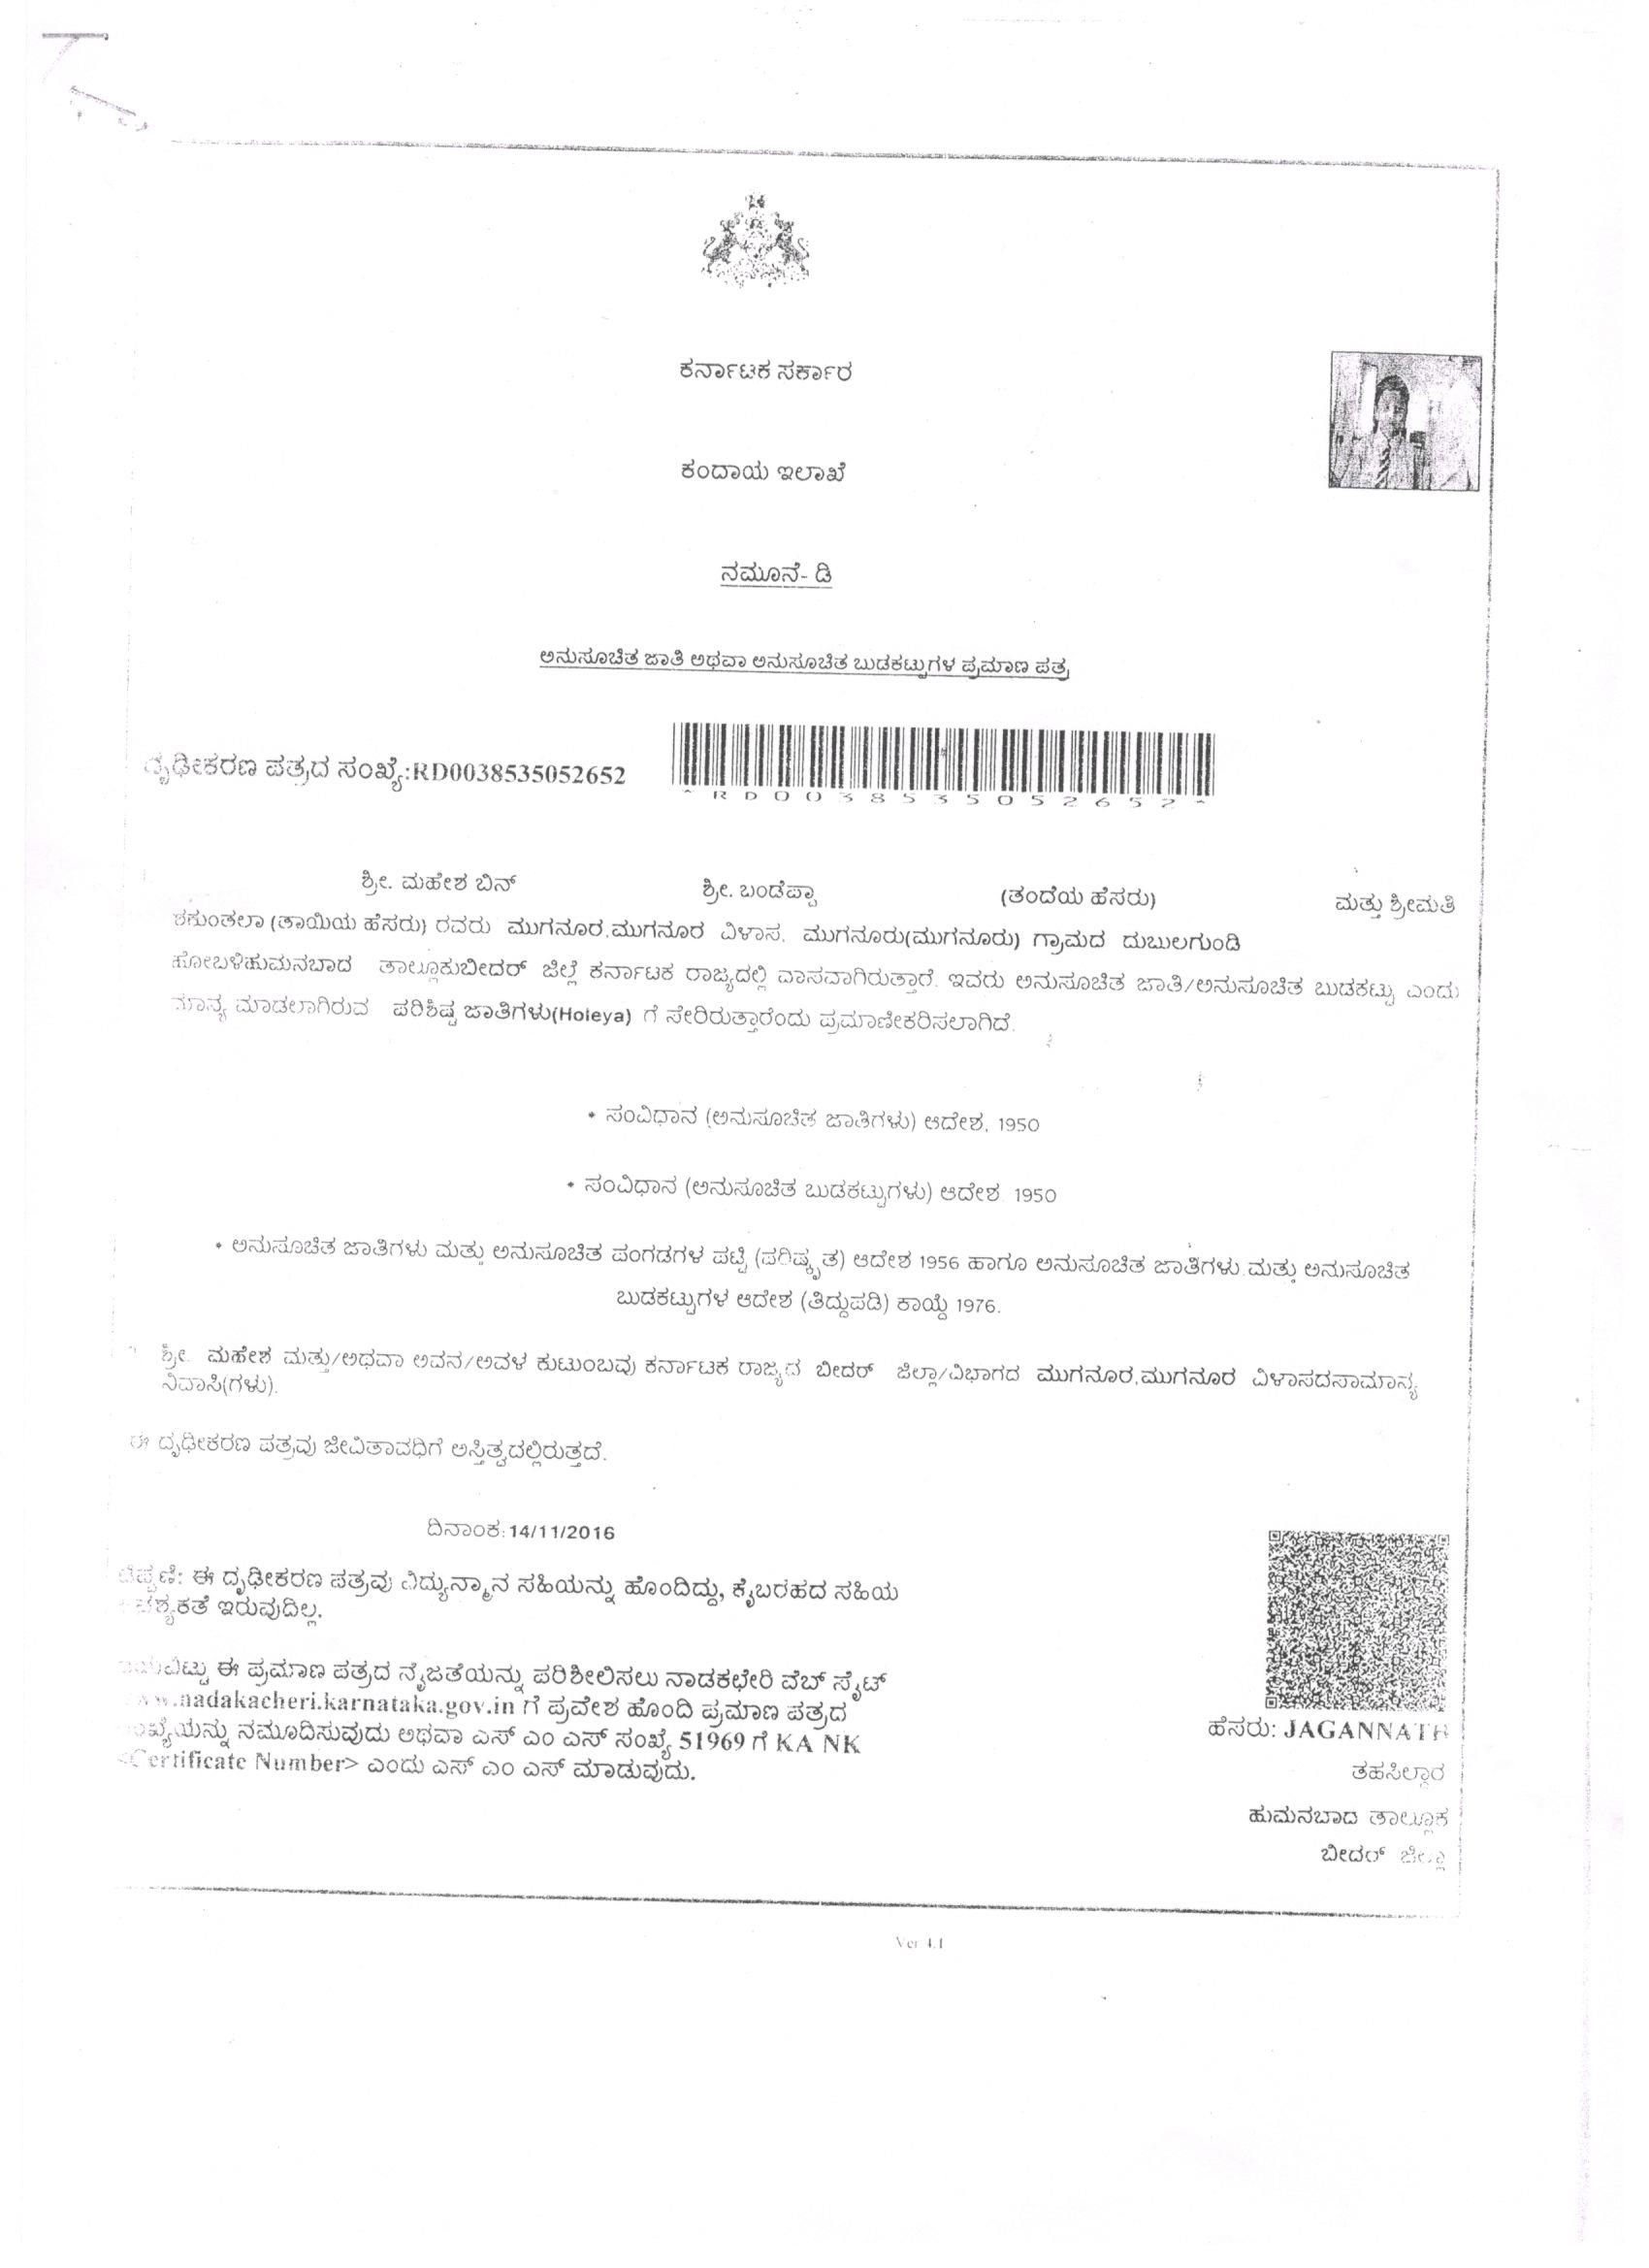 ಕರ್ನಾಟಕ ಸರ್ಕಾರ
ಕಂದಾಯ ಇಲಾಖೆ
ನಮೂನೆ- ಡಿ
ಅನುಸೂಚಿತ ಜಾತಿ ಅಥವಾ ಅನುಸೂಚಿತ ಬುಡಕಟ್ಟುಗಳ ಪ್ರಮಾಣ ಪತ್ರ
ದೃಢೀಕರಣ ಪತ್ರದ ಸಂಖ್ಯೆ:RD0038535052652
*RD0038535052652*
ಶ್ರೀ. ಮಹೇಶ ಬಿನ್ ಶ್ರೀ. ಬಂಡೆಪ್ಪಾ (ತಂದೆಯ ಹೆಸರು) ಮತ್ತು ಶ್ರೀಮತಿ
ಶಕುಂತಲಾ (ತಾಯಿಯ ಹೆಸರು) ರವರು ಮುಗನೂರ,ಮುಗನೂರ ವಿಳಾಸ, ಮುಗನೂರು(ಮುಗನೂರು) ಗ್ರಾಮದ ದುಬುಲಗುಂಡಿ
ಹೋಬಳಿಹುಮನಬಾದ ತಾಲ್ಲೂಕುಬೀದರ್ ಜಿಲ್ಲೆ ಕರ್ನಾಟಕ ರಾಜ್ಯದಲ್ಲಿ ವಾಸವಾಗಿರುತ್ತಾರೆ. ಇವರು ಅನುಸೂಚಿತ ಜಾತಿ/ಅನುಸೂಚಿತ ಬುಡಕಟ್ಟು ಎಂದು
ಮಾನ್ಯ ಮಾಡಲಾಗಿರುವ ಪರಿಶಿಷ್ಟ ಜಾತಿಗಳು(Holeya) ಗೆ ಸೇರಿರುತ್ತಾರೆಂದು ಪ್ರಮಾಣೀಕರಿಸಲಾಗಿದೆ.
• ಸಂವಿಧಾನ (ಅನುಸೂಚಿತ ಜಾತಿಗಳು) ಆದೇಶ, 1950
• ಸಂವಿಧಾನ (ಅನುಸೂಚಿತ ಬುಡಕಟ್ಟುಗಳು) ಆದೇಶ 1950
• ಅನುಸೂಚಿತ ಜಾತಿಗಳು ಮತ್ತು ಅನುಸೂಚಿತ ಪಂಗಡಗಳ ಪಟ್ಟಿ (ಪರಿಷ್ಕೃತ) ಆದೇಶ 1956 ಹಾಗೂ ಅನುಸೂಚಿತ ಜಾತಿಗಳು ಮತ್ತು ಅನುಸೂಚಿತ
ಬುಡಕಟ್ಟುಗಳ ಆದೇಶ (ತಿದ್ದುಪಡಿ) ಕಾಯ್ದೆ 1976.
ಶ್ರೀ. ಮಹೇಶ ಮತ್ತು/ಅಥವಾ ಅವನ/ಅವಳ ಕುಟುಂಬವು ಕರ್ನಾಟಕ ರಾಜ್ಯದ ಬೀದರ್ ಜಿಲ್ಲಾ/ವಿಭಾಗದ ಮುಗನೂರ,ಮುಗನೂರ ವಿಳಾಸದಸಾಮಾನ್ಯ
ನಿವಾಸಿ(ಗಳು).
ಈ ದೃಢೀಕರಣ ಪತ್ರವು ಜೀವಿತಾವಧಿಗೆ ಅಸ್ತಿತ್ವದಲ್ಲಿರುತ್ತದೆ.
ದಿನಾಂಕ:14/11/2016
ಟಿಪ್ಪಣಿ: ಈ ದೃಢೀಕರಣ ಪತ್ರವು ವಿದ್ಯುನ್ಮಾನ ಸಹಿಯನ್ನು ಹೊಂದಿದ್ದು, ಕೈಬರಹದ ಸಹಿಯ
ಅವಶ್ಯಕತೆ ಇರುವುದಿಲ್ಲ.
ದಯವಿಟ್ಟು ಈ ಪ್ರಮಾಣ ಪತ್ರದ ನೈಜತೆಯನ್ನು ಪರಿಶೀಲಿಸಲು ನಾಡಕಛೇರಿ ವೆಬ್ ಸೈಟ್
www.nadakacheri.karnataka.gov.in ಗೆ ಪ್ರವೇಶ ಹೊಂದಿ ಪ್ರಮಾಣ ಪತ್ರದ
ಸಂಖ್ಯೆಯನ್ನು ನಮೂದಿಸುವುದು ಅಥವಾ ಎಸ್ ಎಂ ಎಸ್ ಸಂಖ್ಯೆ 51969 ಗೆ KA NK
<Certificate Number> ಎಂದು ಎಸ್ ಎಂ ಎಸ್ ಮಾಡುವುದು.
ಹೆಸರು: JAGANNATH
ತಹಸಿಲ್ದಾರ
ಹುಮನಬಾದ ತಾಲ್ಲೂಕ
ಬೀದರ್ ಜಿಲ್ಲಾ
Ver 4.1